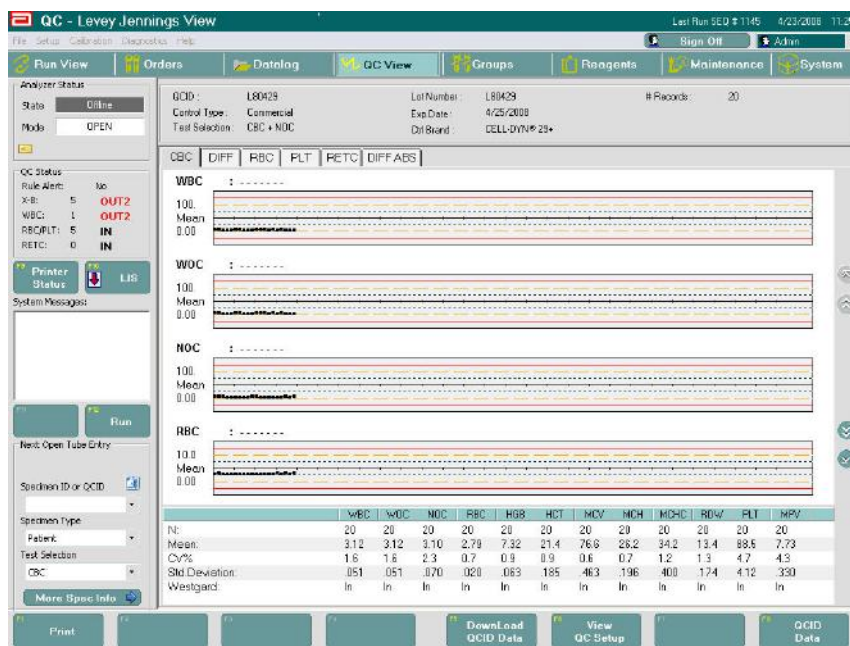 QC - Levey Jennings View
Last Run SEQ # 1145 4/23/2008 11:2
File Setup Calibration Diagnostics Help
Sign Off Admin
Run View Orders Datalog QC View Groups Reagents Maintenance System
Analyzer Status
State Offline
Mode OPEN
QCID : L80429 Lot Number : L80429 # Records : 20
Control Type : Commercial Exp Date : 4/25/2008
Test Selection : CBC + NOC Ctrl Brand : CELL-DYN® 29+
CBC DIFF RBC PLT RETC DIFF ABS
QC Status
Rule Alert: No
X-B: 5 OUT2
WBC: 1 OUT2
RBC/PLT: 5 IN
RETC: 0 IN
Printer Status
LIS
System Messages:
Run
Next Open Tube Entry
Specimen ID or QCID
Specimen Type
Patient
Test Selection
CBC
More Spec Info
WBC : -------
100.
Mean
0.00
WOC : -------
100.
Mean
0.00
NOC : -------
100.
Mean
0.00
RBC : -------
10.0
Mean
0.00
WBC WOC NOC RBC HGB HCT MCV MCH MCHC RDW PLT MPV
N: 20 20 20 20 20 20 20 20 20 20 20 20
Mean: 3.12 3.12 3.10 2.79 7.32 21.4 76.6 26.2 34.2 13.4 88.6 7.73
CV% 1.6 1.6 2.3 0.7 0.9 0.9 0.6 0.7 1.2 1.3 4.7 4.3
Std.Deviation: .051 .051 .070 .020 .063 .185 .463 .196 .400 .174 4.12 .330
Westgard: In In In In In In In In In In In In
Print
DownLoad QCID Data
View QC Setup
QCID Data